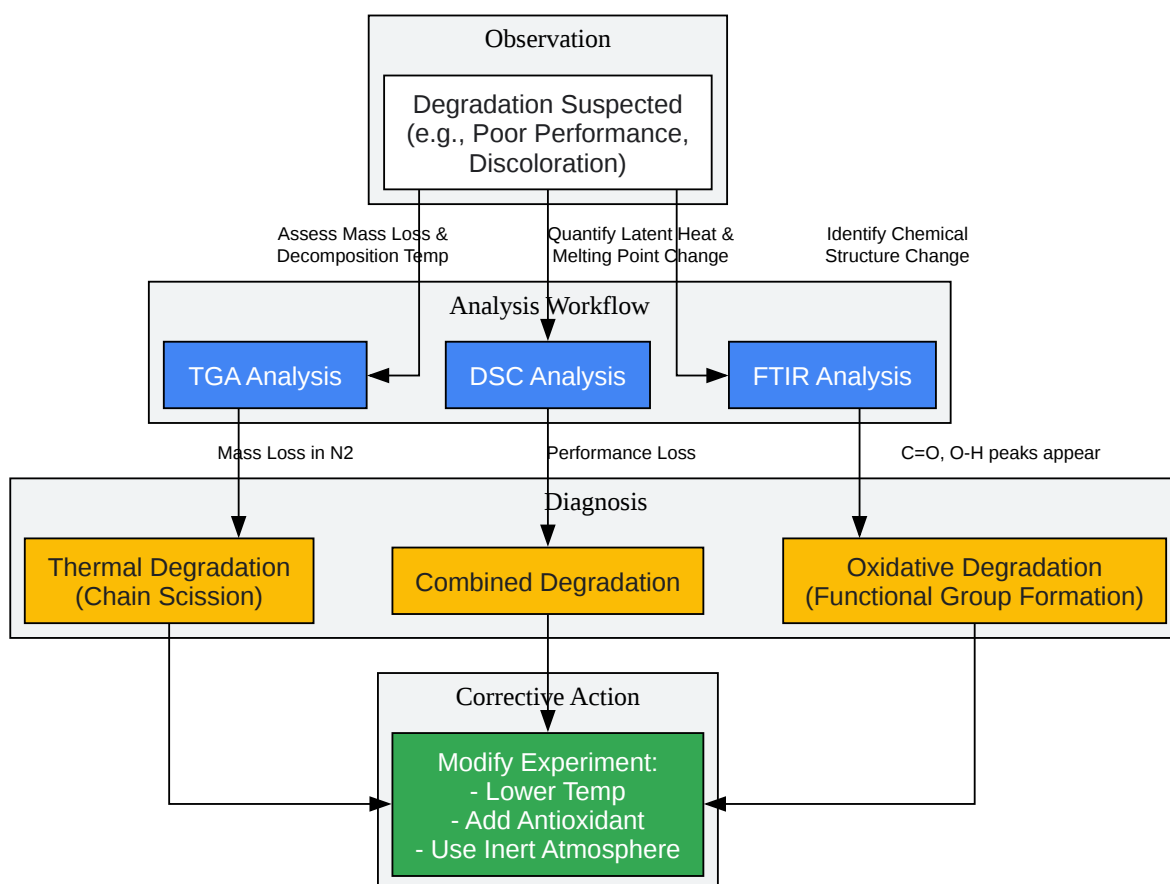 Observation
Degradation Suspected
(e.g., Poor Performance,
Discoloration)
Assess Mass Loss &
Decomposition Temp
Quantify Latent Heat &
Melting Point Change
Identify Chemical
Structure Change
Analysis Workflow
TGA Analysis
DSC Analysis
FTIR Analysis
Mass Loss in N2
Performance Loss
C=O, O-H peaks appear
Diagnosis
Thermal Degradation
(Chain Scission)
Combined Degradation
Oxidative Degradation
(Functional Group Formation)
Corrective Action
Modify Experiment:
- Lower Temp
- Add Antioxidant
- Use Inert Atmosphere